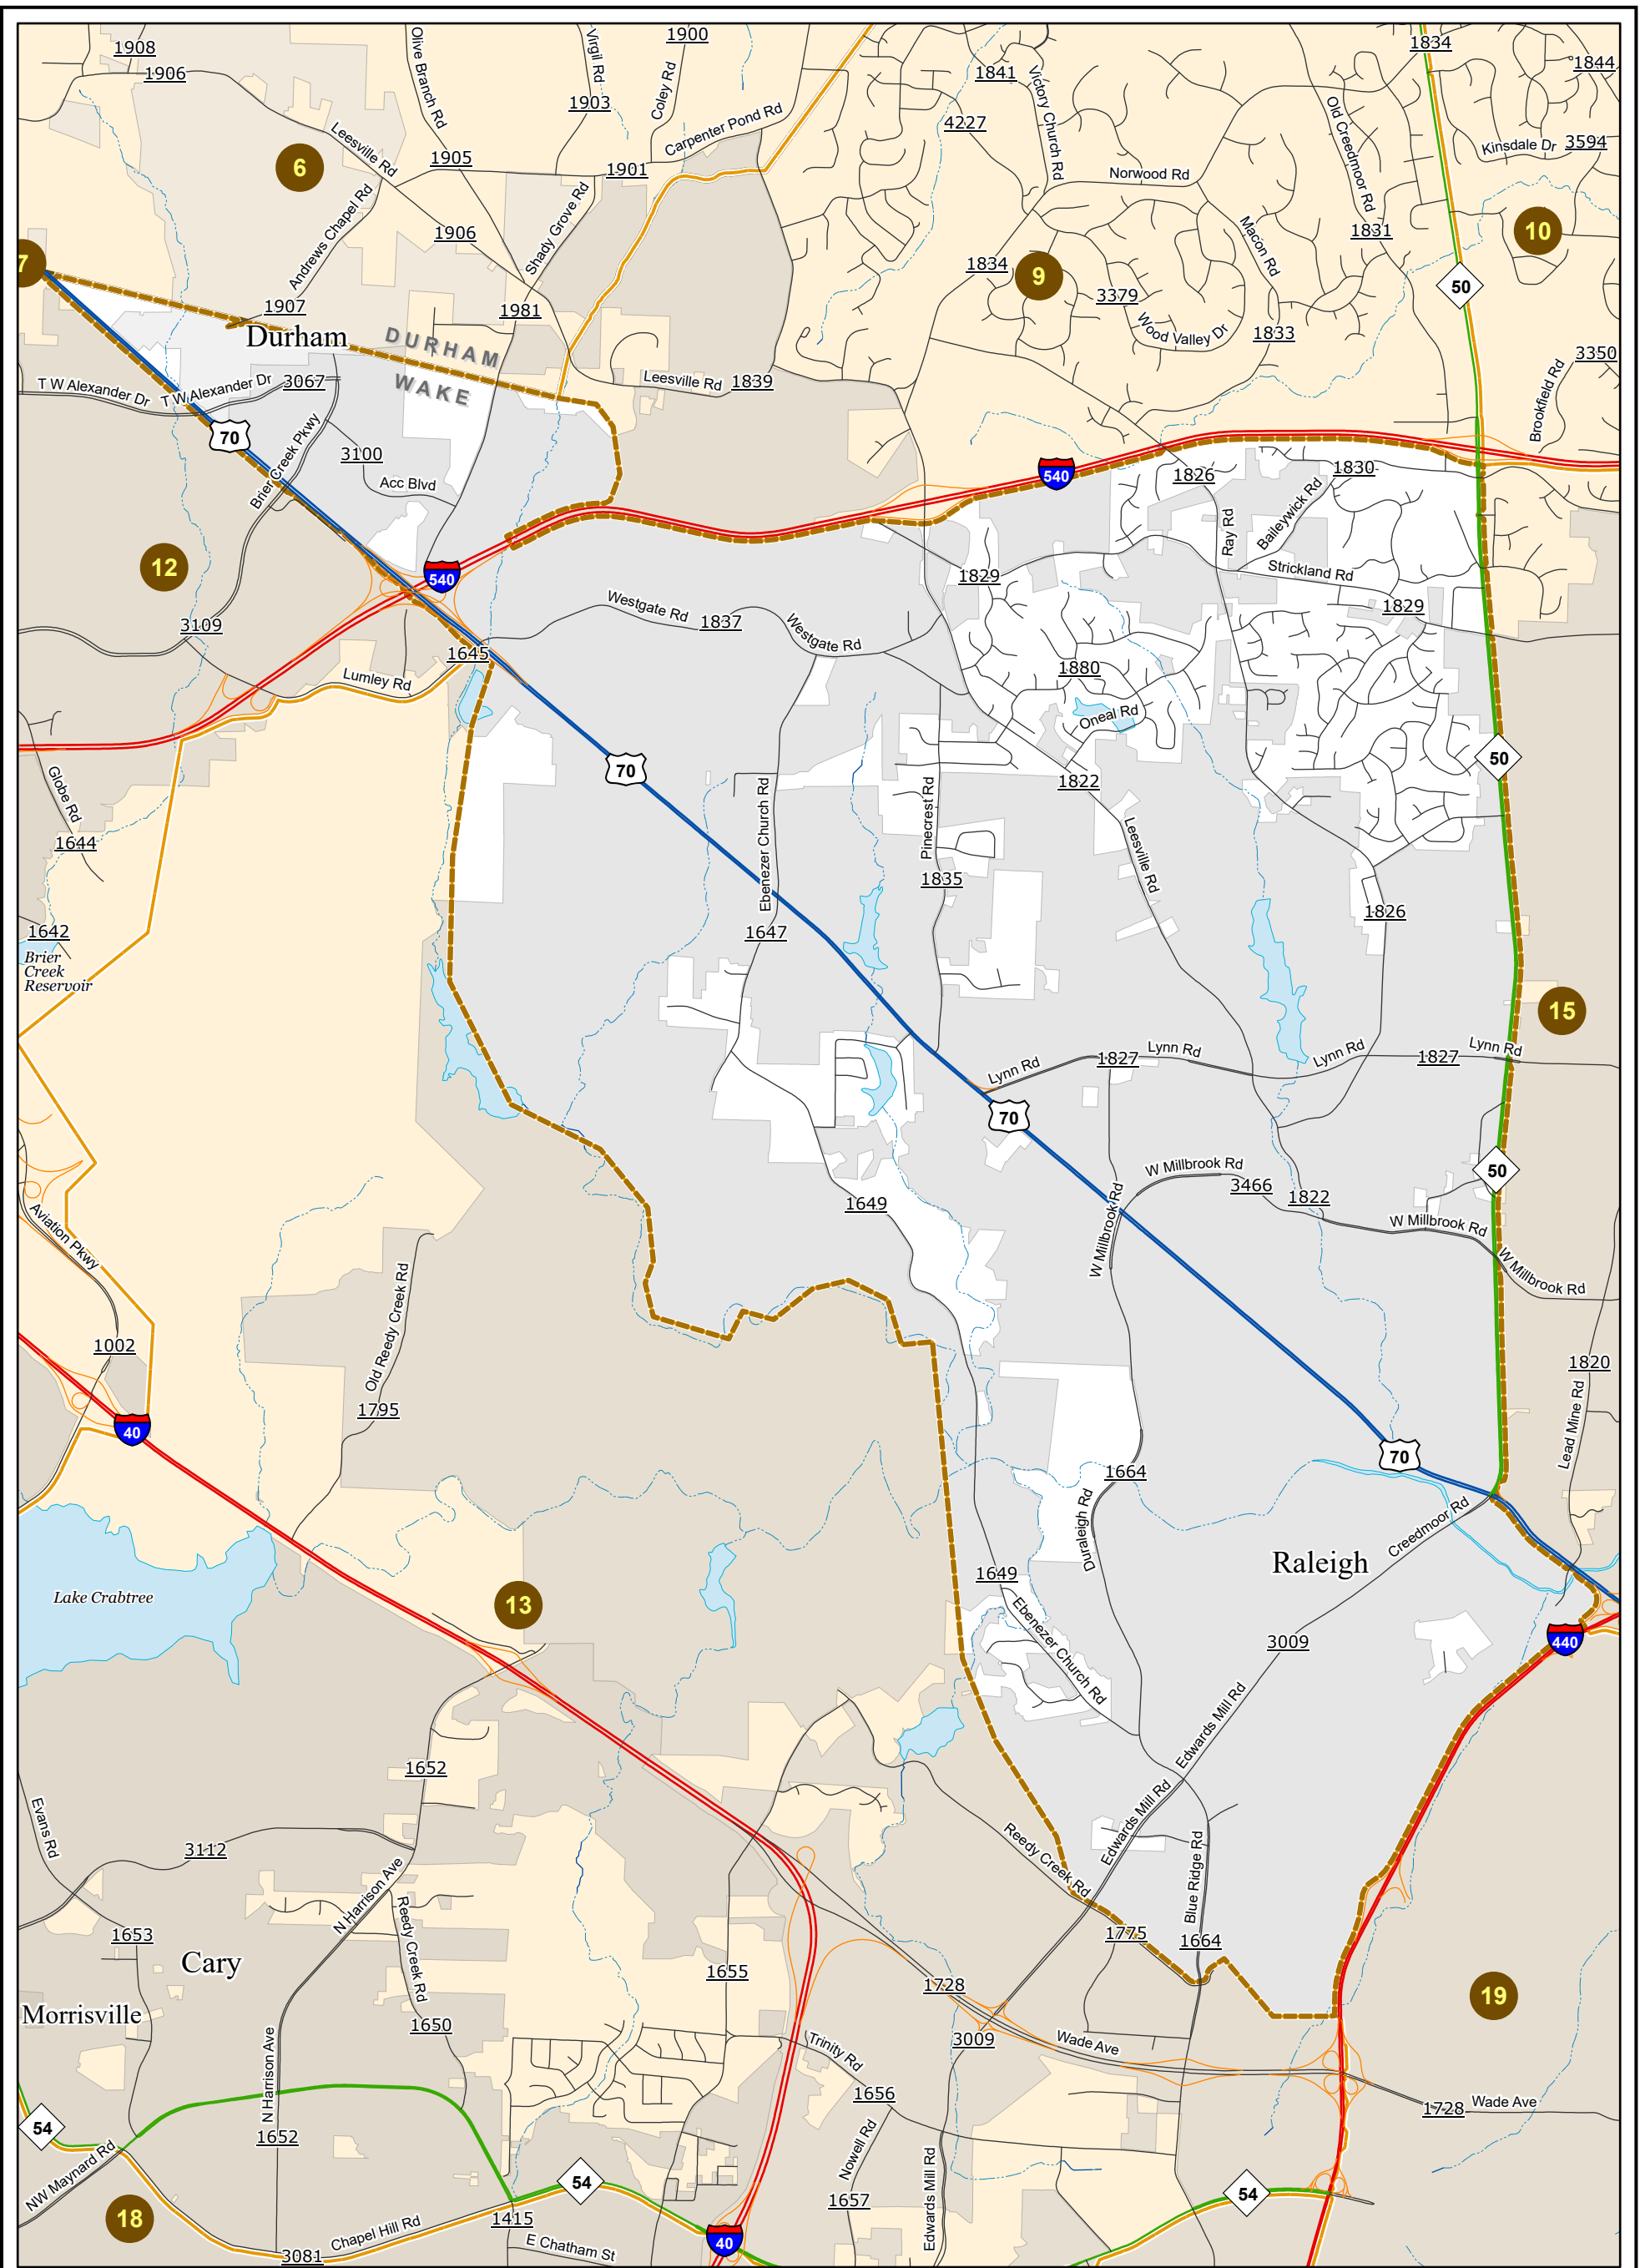 1908
1906
Olive Branch Rd
Virgil Rd
1900
Coley Rd
1903
Carpenter Pond Rd
1841
Victory Church Rd
4227
1834
1844
Old Creedmoor Rd
Kinsdale Dr
3594
6
Leesville Rd
1905
1901
Norwood Rd
Andrews Chapel Rd
1906
Shady Grove Rd
Macon Rd
1831
10
7
1834
9
50
3379
1907
1981
Wood Valley Dr
1833
Durham
DURHAM
WAKE
3350
Brookfield Rd
T W Alexander Dr
T W Alexander Dr
3067
Leesville Rd
1839
70
Brier Creek Pkwy
3100
Acc Blvd
540
1826
1830
Ray Rd
Baileywick Rd
12
540
1829
Strickland Rd
1829
3109
Westgate Rd
1837
Westgate Rd
1645
Lumley Rd
1880
Oneal Rd
50
70
1822
Globe Rd
1644
Ebenezer Church Rd
Pinecrest Rd
Leesville Rd
1835
1826
1642
1647
Brier
Creek
Reservoir
15
Lynn Rd
1827
Lynn Rd
Lynn Rd
1827
Lynn Rd
70
50
W Millbrook Rd
3466
1822
1649
W Millbrook Rd
W Millbrook Rd
W Millbrook Rd
Aviation Pkwy
Old Reedy Creek Rd
1002
1820
1795
40
Lead Mine Rd
70
1664
Duraleigh Rd
Creedmoor Rd
Raleigh
Lake Crabtree
1649
13
Ebenezer Church Rd
3009
440
Edwards Mill Rd
1652
Evans Rd
3112
Edwards Mill Rd
Reedy Creek Rd
Blue Ridge Rd
N Harrison Ave
Reedy Creek Rd
1653
1775
1664
Cary
1655
1728
19
Morrisville
1650
3009
Wade Ave
Trinity Rd
N Harrison Ave
1656
1728
Wade Ave
54
1652
NW Maynard Rd
Nowell Rd
Edwards Mill Rd
54
54
1657
18
Chapel Hill Rd
1415
3081
E Chatham St
40